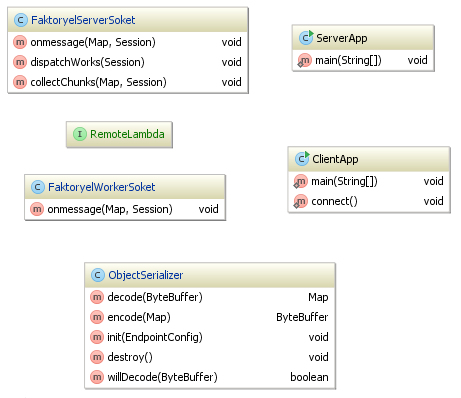 C FaktoryelServerSoket
m onmessage(Map, Session) void
m dispatchWorks(Session) void
m collectChunks(Map, Session) void
C ServerApp
m main(String[]) void
I RemoteLambda
C FaktoryelWorkerSoket
m onmessage(Map, Session) void
C ClientApp
m main(String[]) void
m connect() void
C ObjectSerializer
m decode(ByteBuffer) Map
m encode(Map) ByteBuffer
m init(EndpointConfig) void
m destroy() void
m willDecode(ByteBuffer) boolean